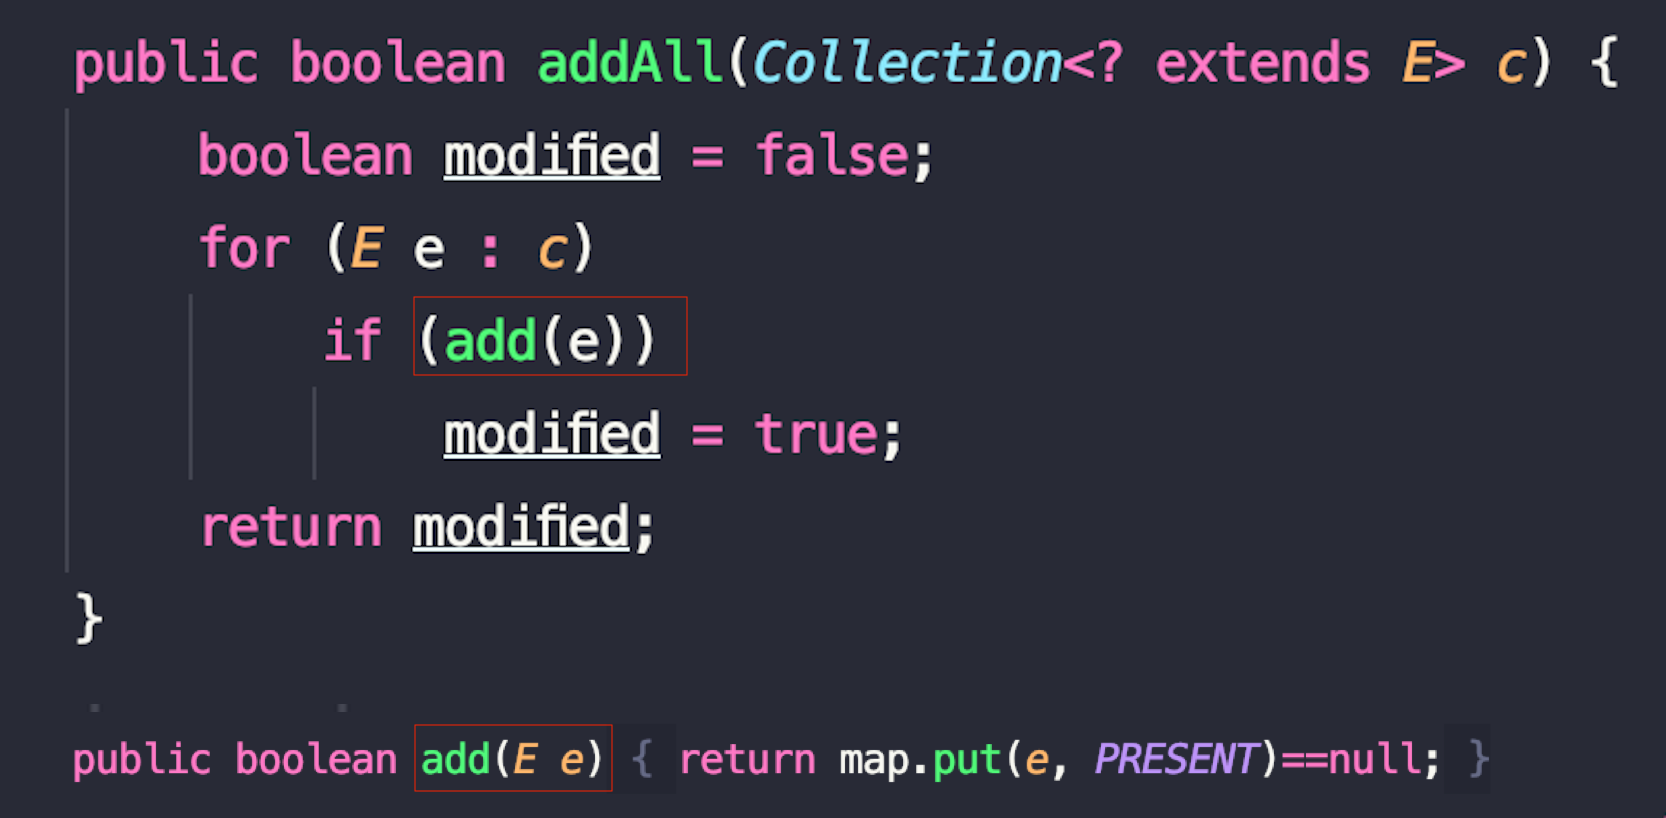 public boolean addAll(Collection<? extends E> c) {
boolean modified = false;
for (E e : c)
if (add(e))
modified = true;
return modified;
}
public boolean add(E e) { return map.put(e, PRESENT)==null; }